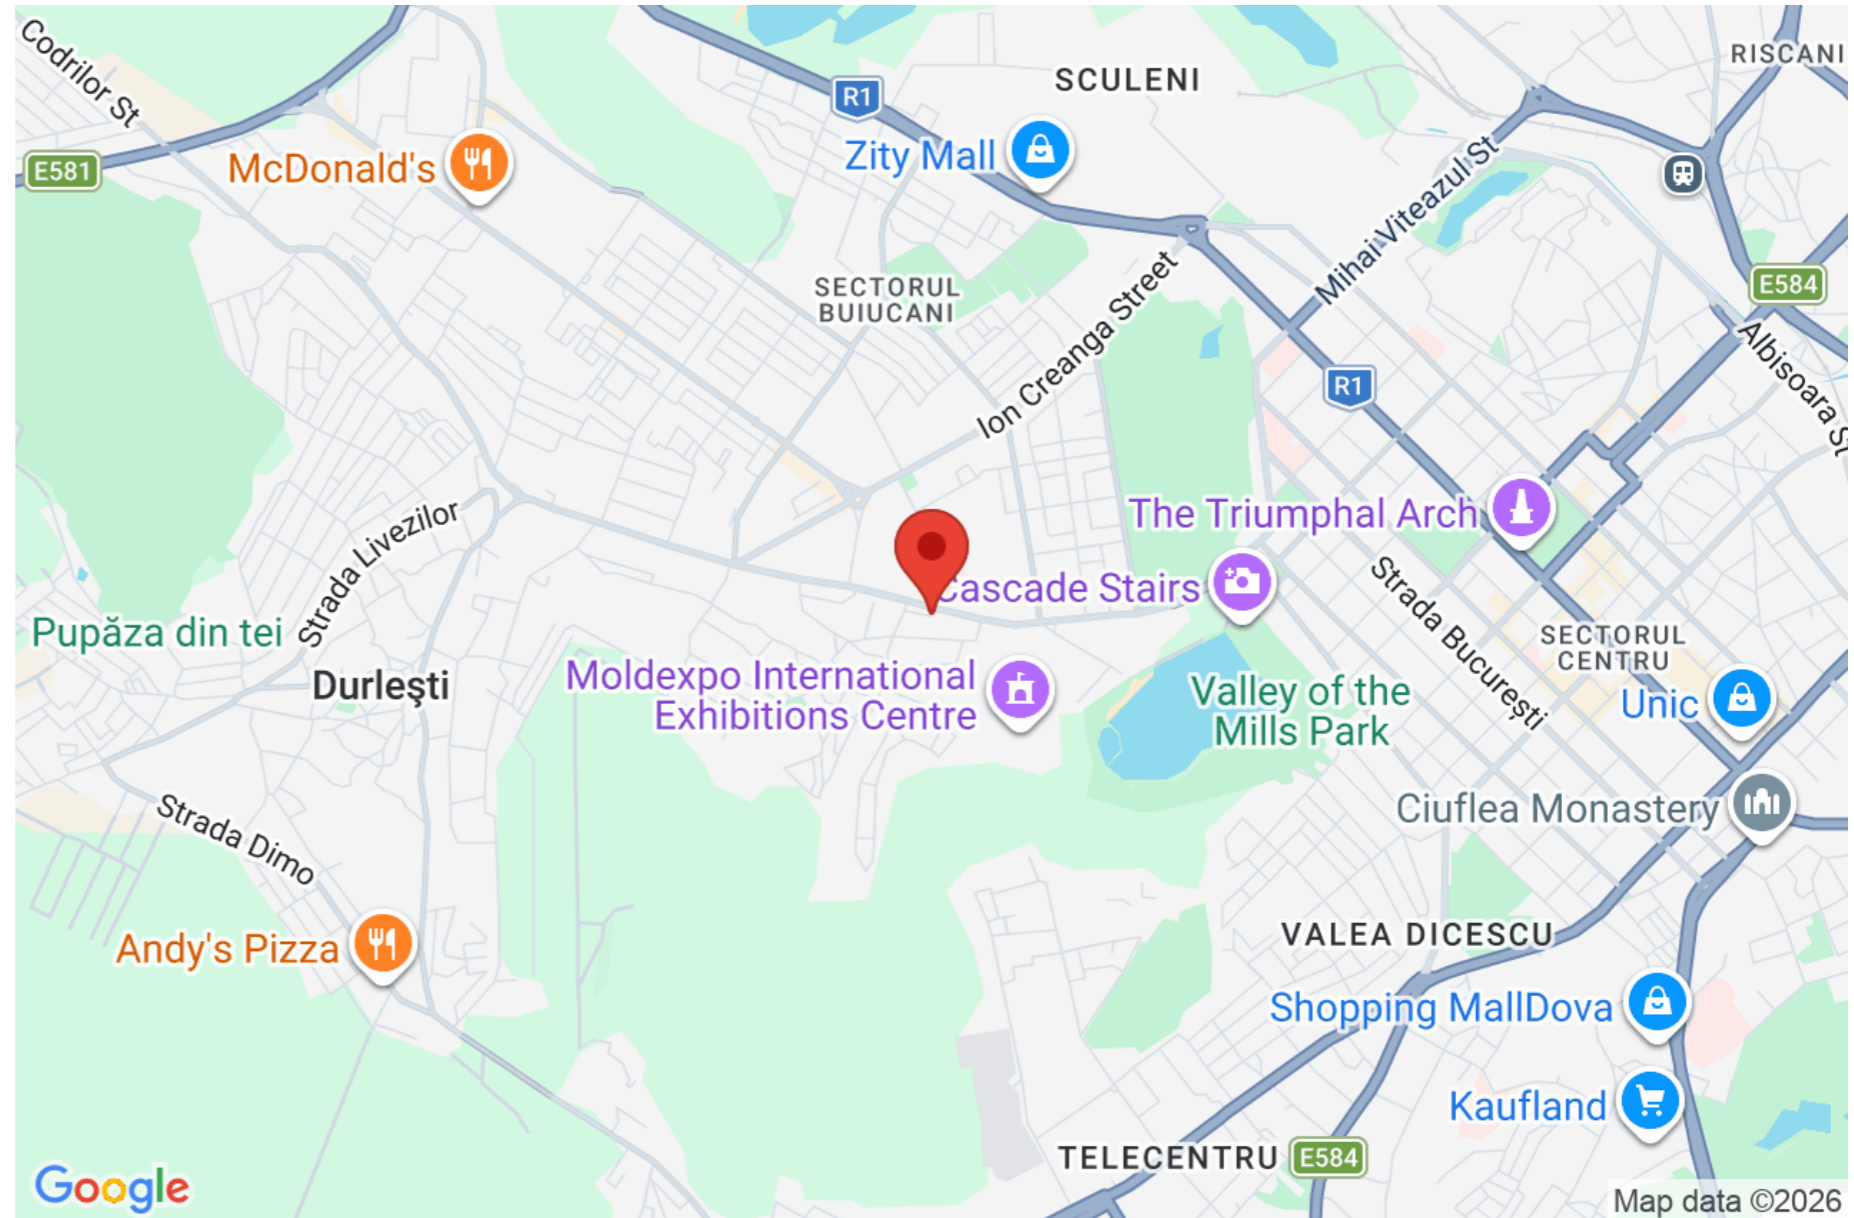 Codrilor St
RISCANI
SCULENI
R1
Zity Mall
McDonald's
E581
Mihai Viteazul St
E584
SECTORUL
BUIUCANI
Ion Creanga Street
Albisoara St
R1
The Triumphal Arch
Strada Livezilor
Cascade Stairs
Strada București
Pupăza din tei
SECTORUL
CENTRU
Durleşti
Moldexpo International
Exhibitions Centre
Valley of the
Mills Park
Unic
Strada Dimo
Ciuflea Monastery
VALEA DICESCU
Andy's Pizza
Shopping MallDova
Kaufland
TELECENTRU
E584
Google
Map data ©2026